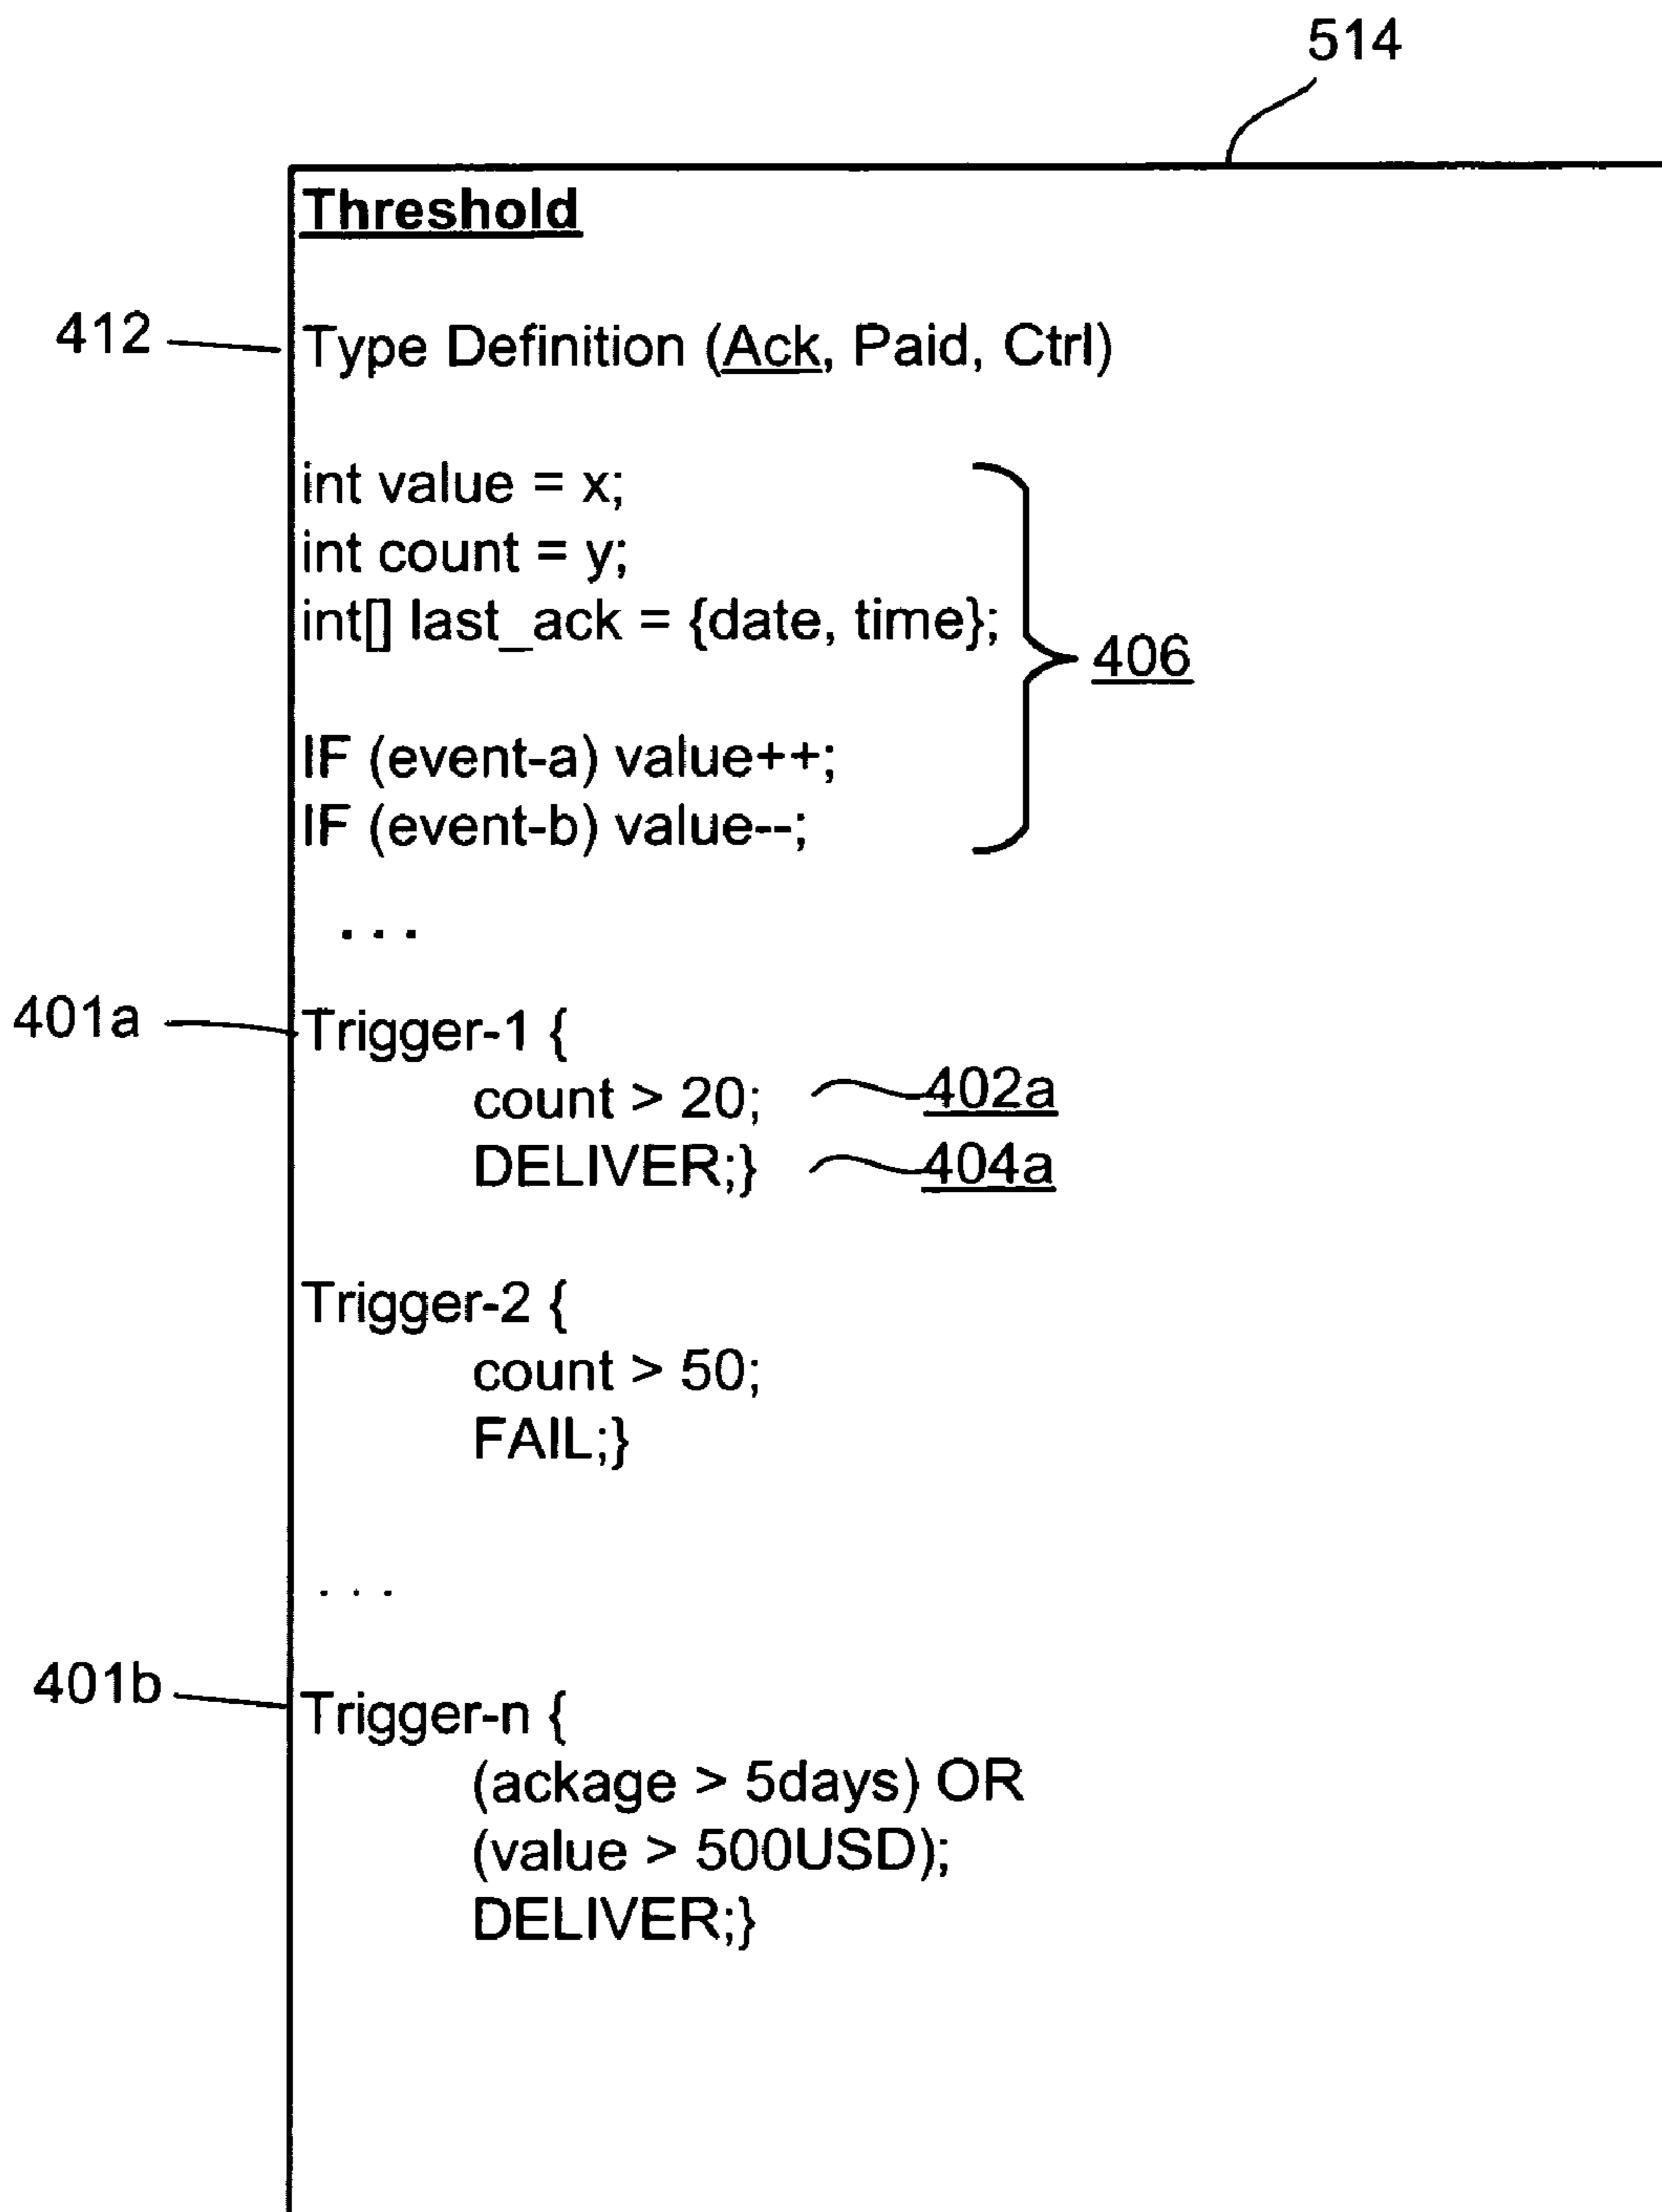 514
Threshold
412 Type Definition (Ack, Paid, Ctrl)
int value = x;
int count = y;
int[] last_ack = {date, time};
406
IF (event-a) value++;
IF (event-b) value--;
...
401a Trigger-1 {
count > 20; 402a
DELIVER;} 404a
Trigger-2 {
count > 50;
FAIL;}
...
401b Trigger-n {
(ackage > 5days) OR
(value > 500USD);
DELIVER;}